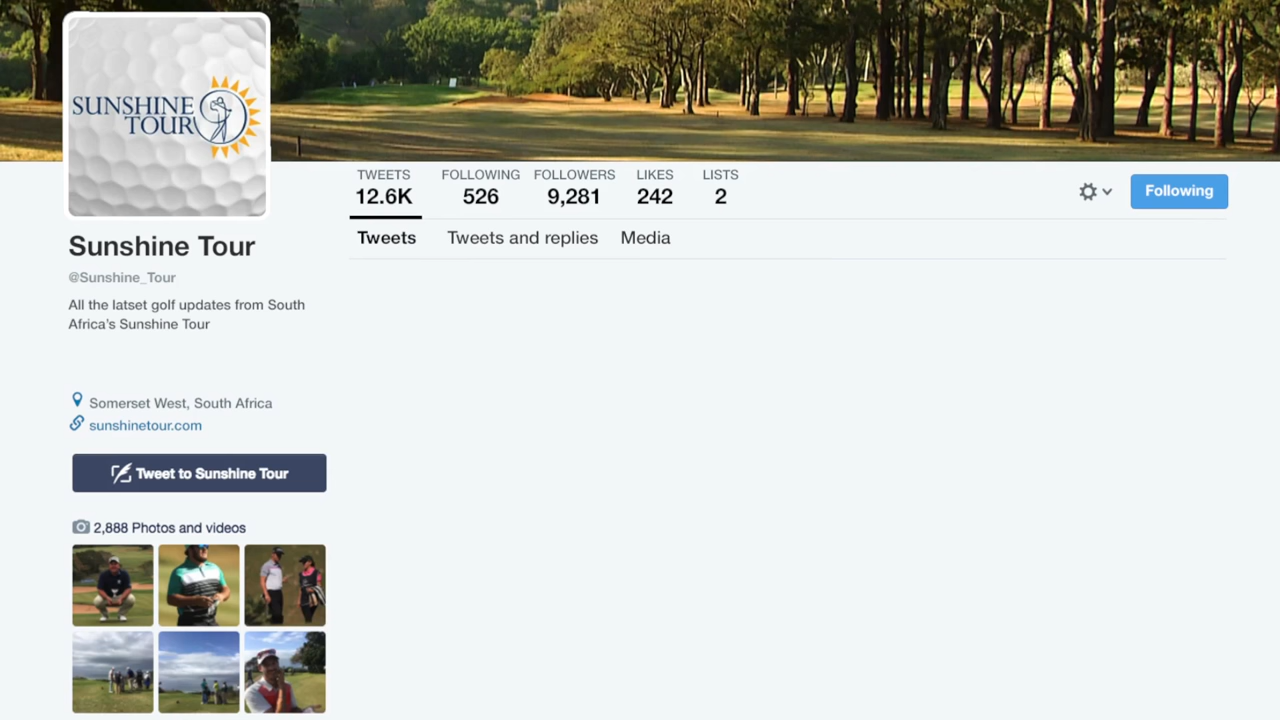 SUNSHINE
TOUR
TWEETS FOLLOWING FOLLOWERS LIKES LISTS
12.6K 526 9,281 242 2
Following
Tweets Tweets and replies Media
Sunshine Tour
@Sunshine_Tour
All the latset golf updates from South
Africa's Sunshine Tour
Somerset West, South Africa
sunshinetour.com
Tweet to Sunshine Tour
2,888 Photos and videos